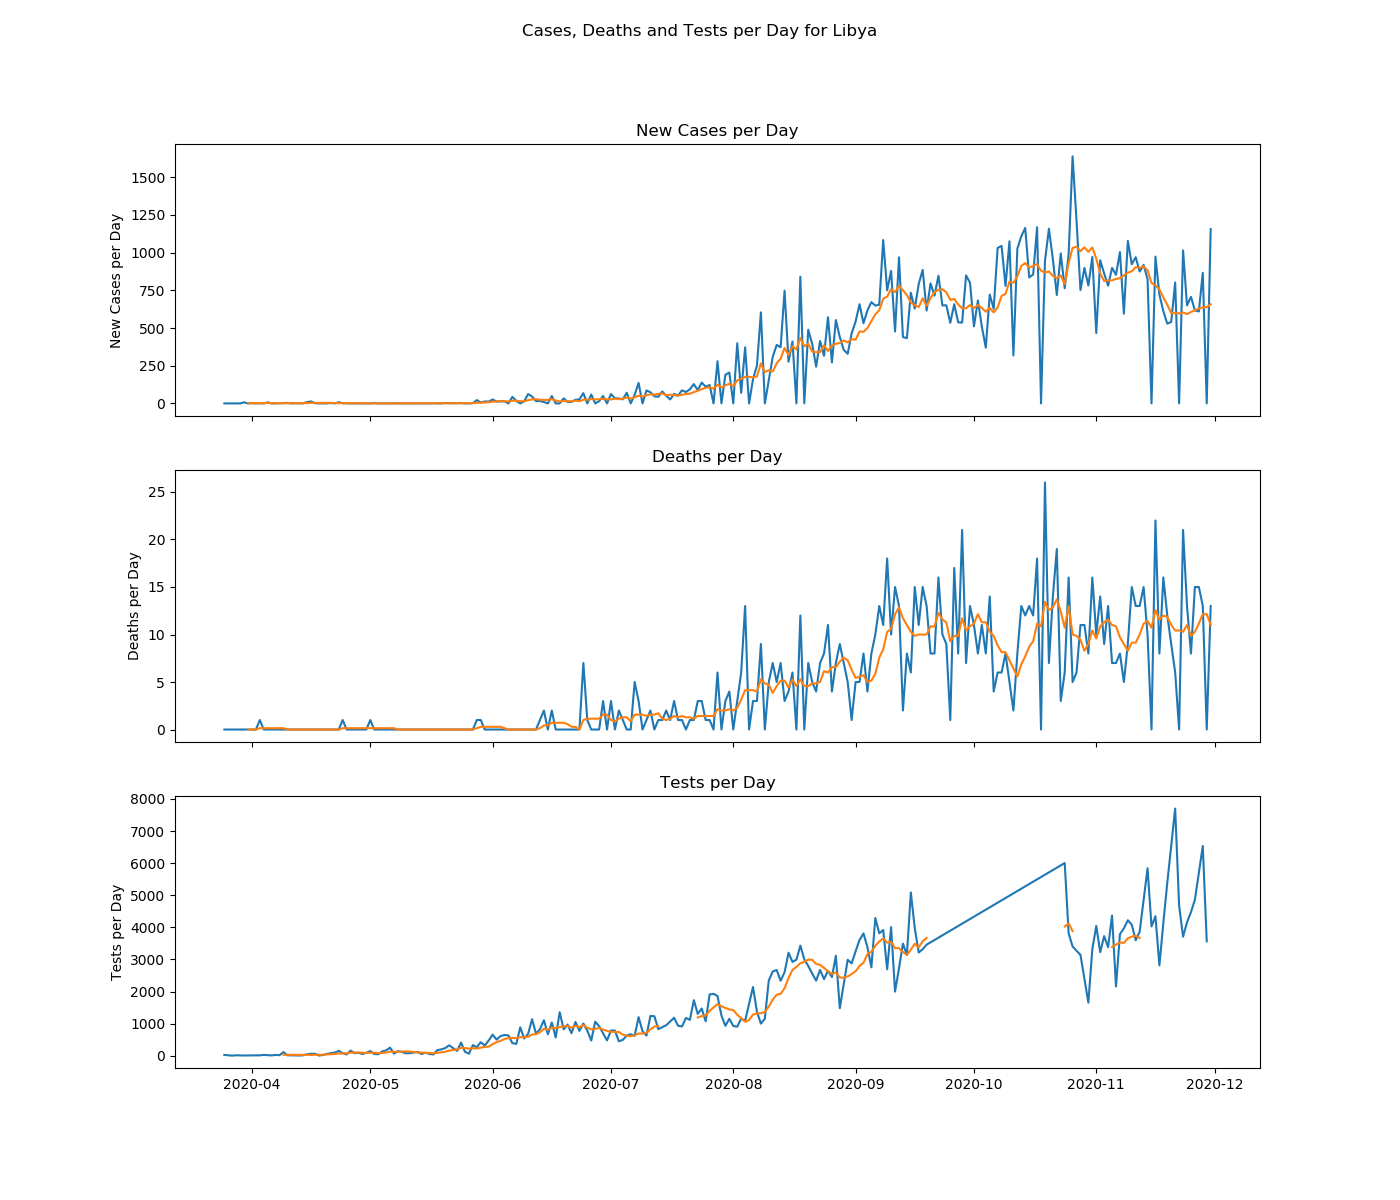 Cases, Deaths and Tests per Day for Libya
New Cases per Day
New Cases per Day
1500
1250
1000
750
500
250
0
Deaths per Day
Deaths per Day
25
20
15
10
5
0
Tests per Day
Tests per Day
8000
7000
6000
5000
4000
3000
2000
1000
0
2020-04 2020-05 2020-06 2020-07 2020-08 2020-09 2020-10 2020-11 2020-12